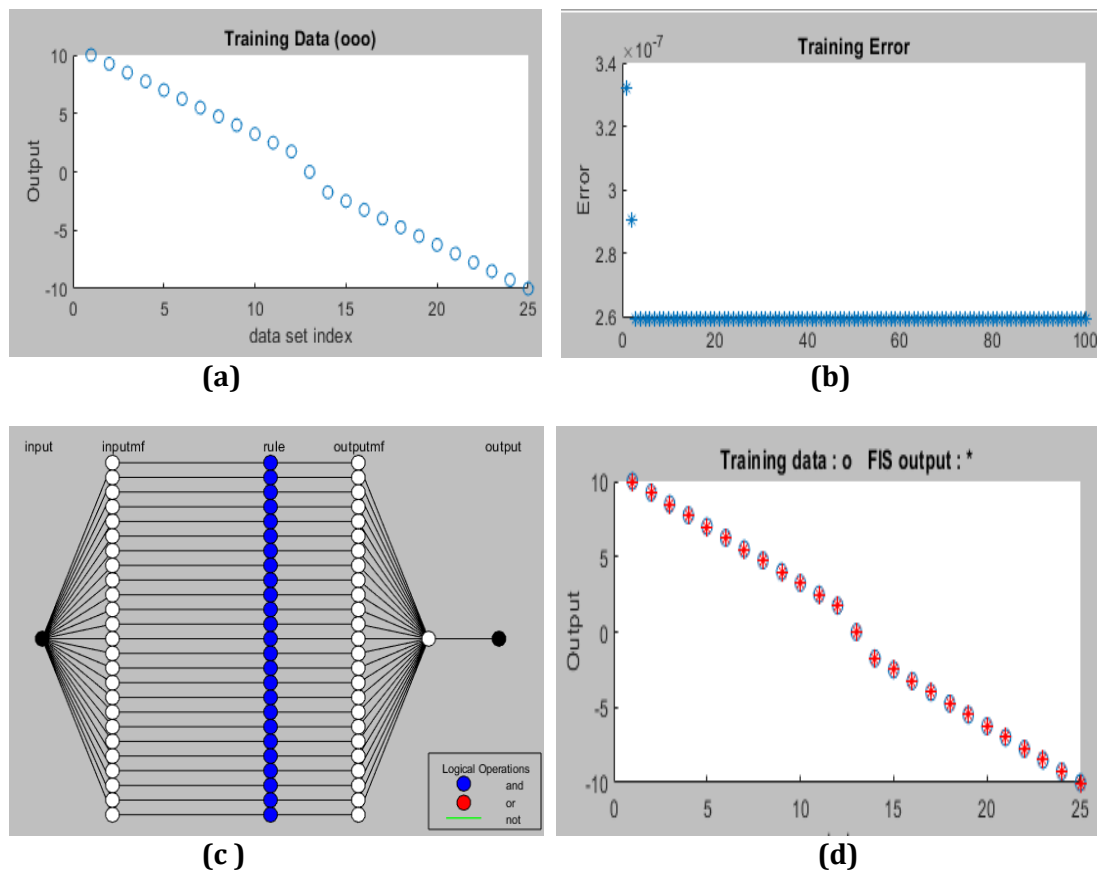 Training Data (ooo)
Output
10
5
0
-5
-10
0
5
10
15
20
25
data set index
(a)
×10-7
Training Error
Error
3.4
3.2
3
2.8
2.6
0
20
40
60
80
100
(b)
input
inputmf
rule
outputmf
output
Logical Operations
and
or
not
(c )
Training data : o FIS output : *
Output
10
5
0
-5
-10
0
5
10
15
20
25
(d)